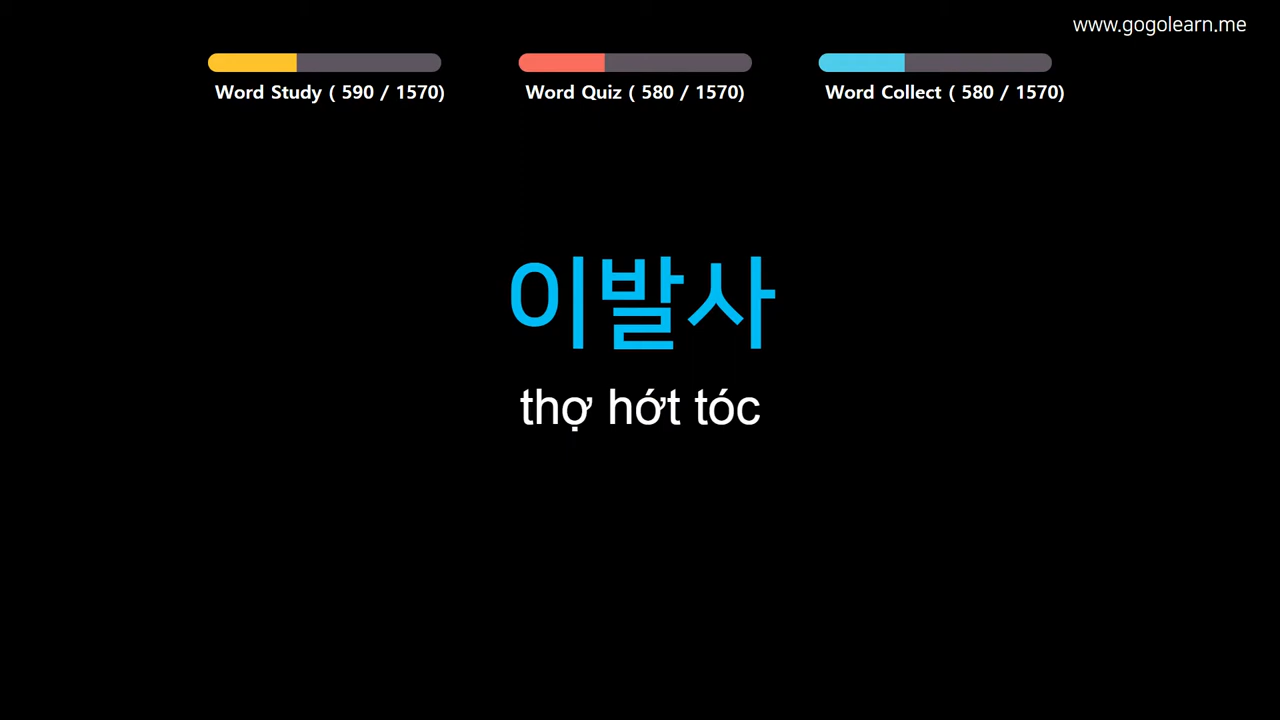 www.gogolearn.me
Word Study ( 590 / 1570)
Word Quiz ( 580 / 1570)
Word Collect ( 580 / 1570)
이발사
thợ hớt tóc